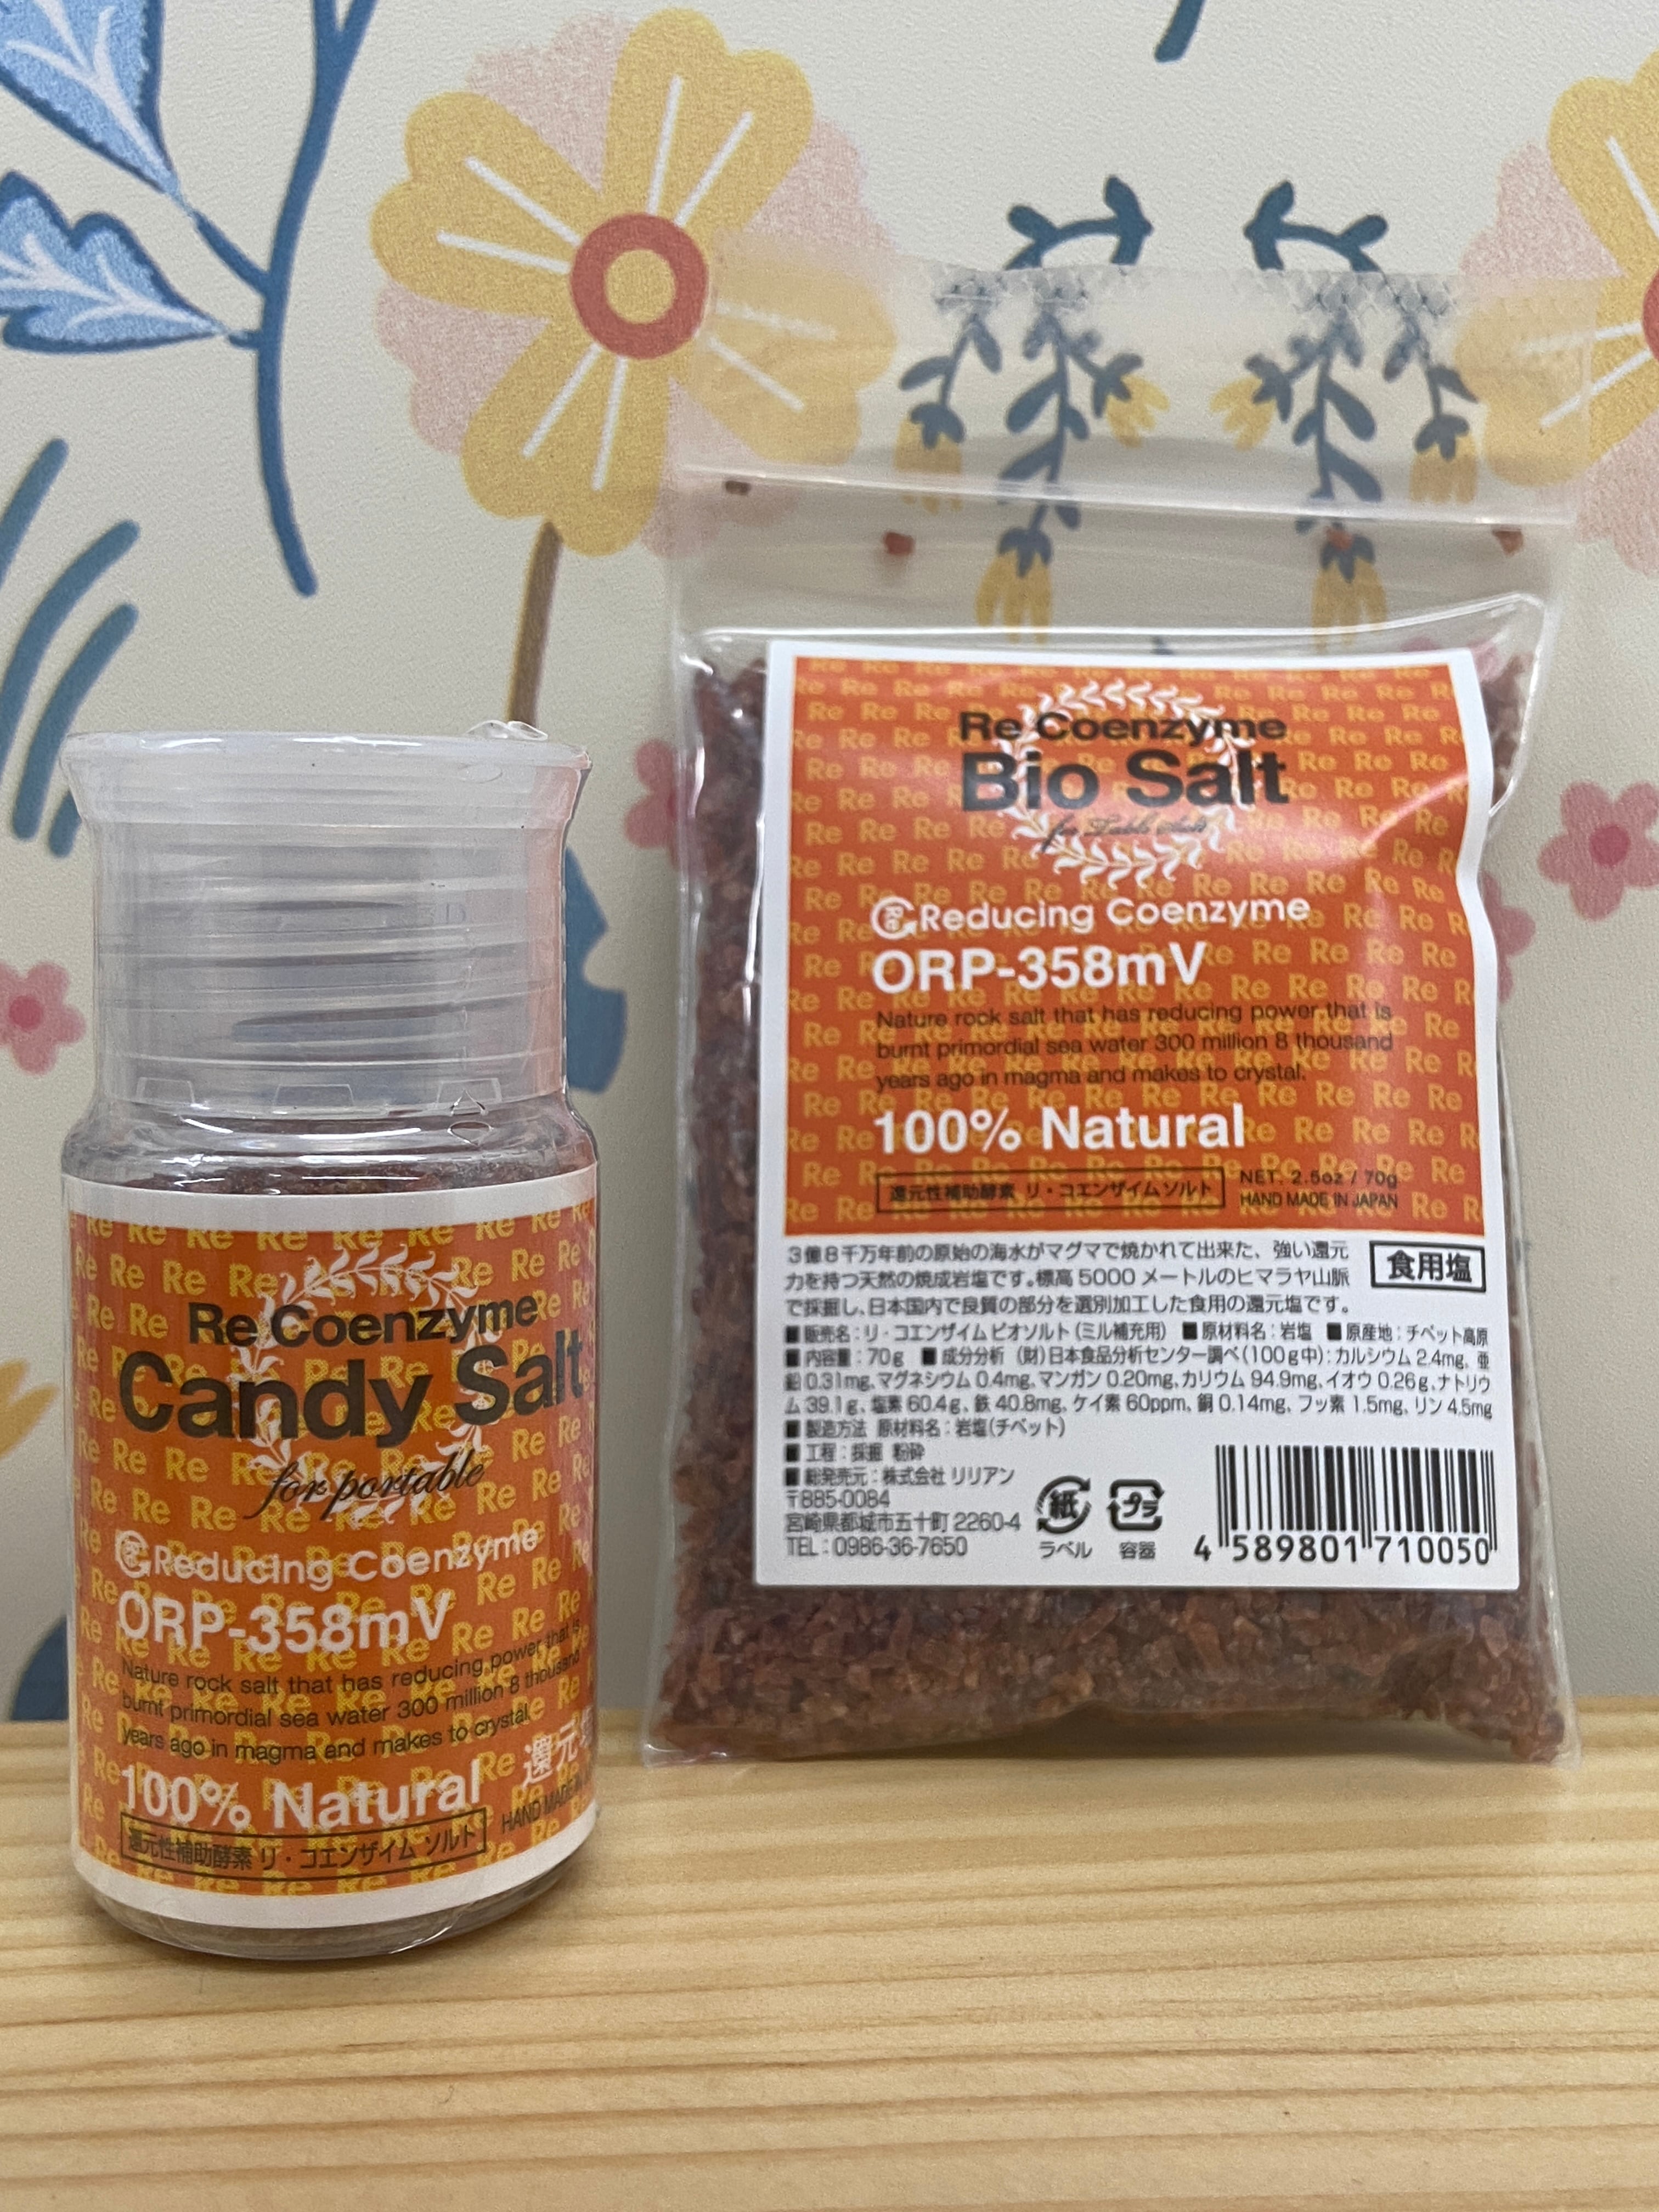 Re Coenzyme
Candy Salt
for portable
Reducing Coenzyme
ORP-358mV
Nature rock salt that has reducing power that is
burnt primordial sea water 300 million 8 thousand
years ago in magma and makes to crystal.
100% Natural
還元
HAND MADE
還元性補助酵素 リ・コエンザイム ソルト
Re Coenzyme
Bio Salt
for Table salt
Reducing Coenzyme
ORP-358mV
Nature rock salt that has reducing power that is
burnt primordial sea water 300 million 8 thousand
years ago in magma and makes to crystal.
100% Natural
還元性補助酵素 リ・コエンザイムソルト
NET. 2.5oz / 70g
HAND MADE IN JAPAN
3億8千万年前の原始の海水がマグマで焼かれて出来た、強い還元
力を持つ天然の焼成岩塩です。標高5000メートルのヒマラヤ山脈
で採掘し、日本国内で良質の部分を選別加工した食用の還元塩です。
食用塩
■販売名：リ・コエンザイム ビオソルト（ミル補充用） ■原材料名：岩塩 ■原産地：チベット高原
■内容量：70g ■成分分析 （財）日本食品分析センター調べ（100g中）：カルシウム 2.4mg、亜
鉛 0.31mg、マグネシウム 0.4mg、マンガン 0.20mg、カリウム 94.9mg、イオウ 0.26g、ナトリウ
ム 39.1g、塩素 60.4g、鉄 40.8mg、ケイ素 60ppm、銅 0.14mg、フッ素 1.5mg、リン 4.5mg
■製造方法 原材料名：岩塩（チベット）
■工程：採掘 粉砕
■総発売元：株式会社 リリアン
〒885-0084
宮崎県都城市五十町 2260-4
TEL：0986-36-7650
紙
ラベル
プラ
容器
4 589801 710050